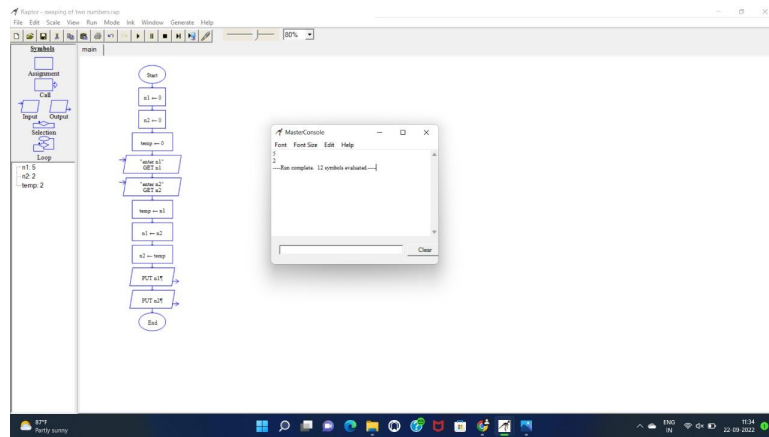 Raptor - swaping of two numbers.rap
File Edit Scale View Run Mode Ink Window Generate Help
80%
Symbols
main
Assignment
Call
Input Output
Selection
Loop
n1: 5
n2: 2
temp: 2
Start
n1 ← 0
n2 ← 0
temp ← 0
"enter n1"
GET n1
"enter n2"
GET n2
temp ← n1
n1 ← n2
n2 ← temp
PUT n1¶
PUT n2¶
End
MasterConsole
Font Font Size Edit Help
5
2
----Run complete. 12 symbols evaluated.----
Clear
87°F
Partly sunny
ENG
IN
11:34
22-09-2022